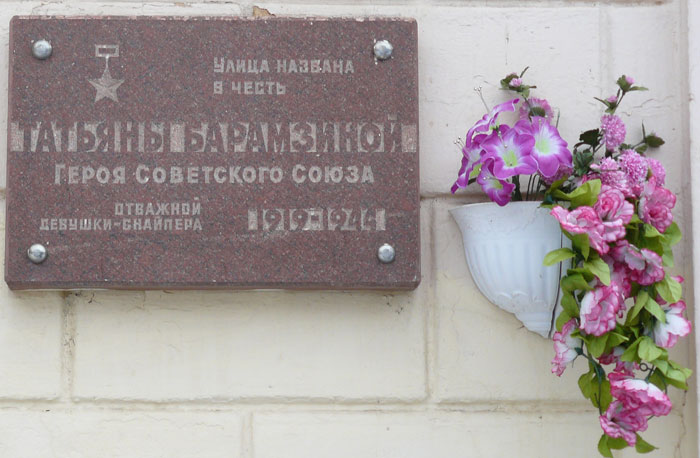 Улица названа
в честь
Татьяны Барамзиной
Героя Советского Союза
отважной
девушки-снайпера
1919-1944